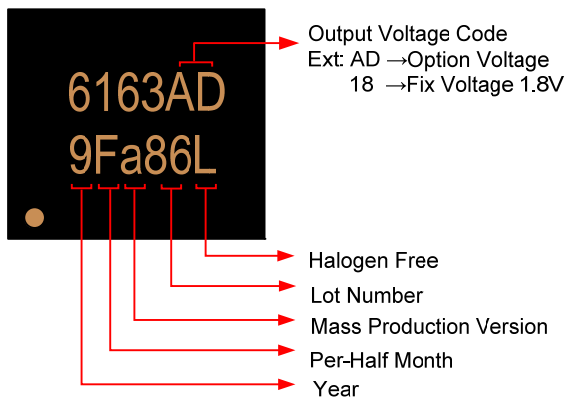 Output Voltage Code
Ext: AD →Option Voltage
18 →Fix Voltage 1.8V
6163AD
9Fa86L
Halogen Free
Lot Number
Mass Production Version
Per-Half Month
Year